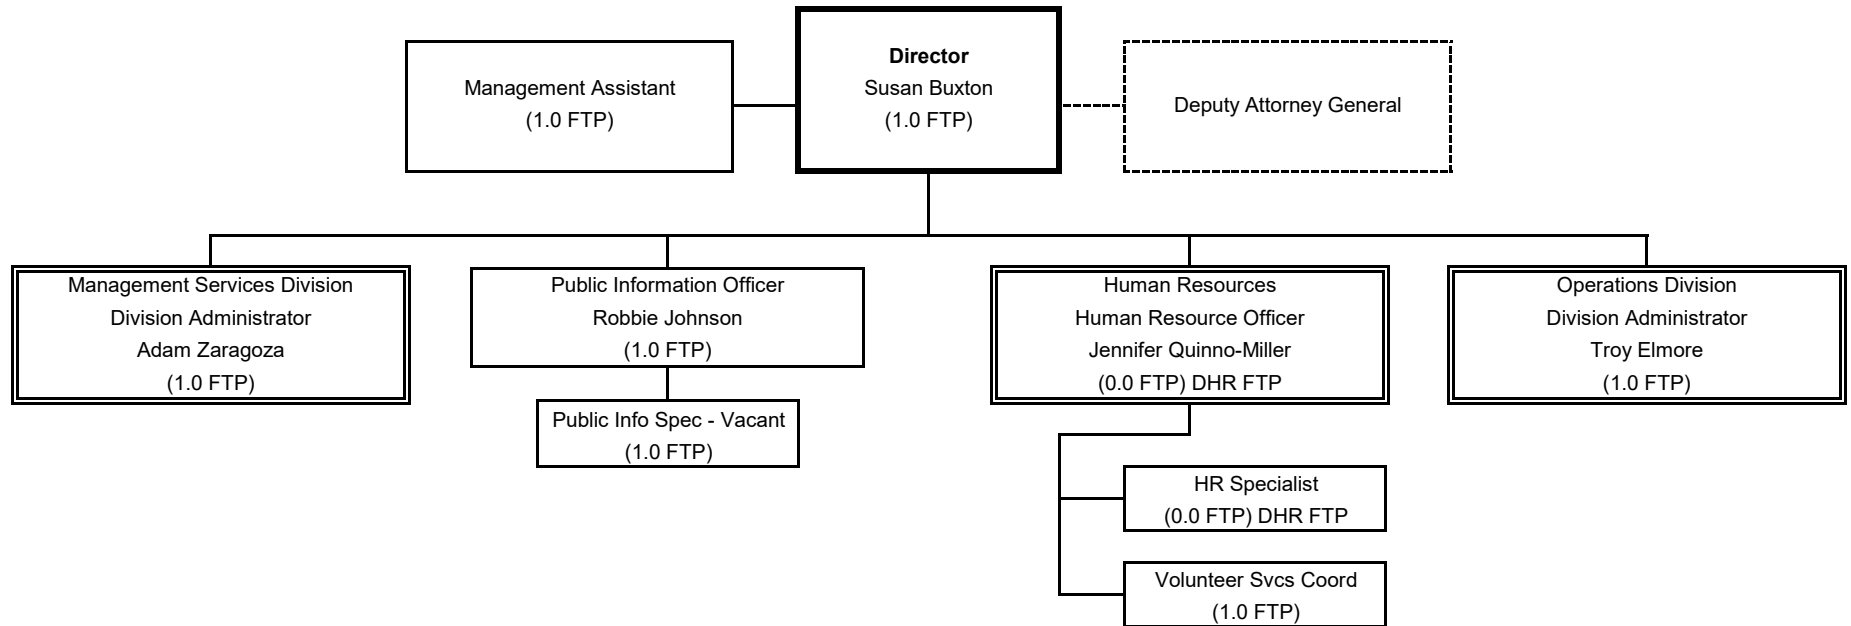 Director
Susan Buxton
(1.0 FTP)
Management Assistant
(1.0 FTP)
Deputy Attorney General
Management Services Division
Division Administrator
Adam Zaragoza
(1.0 FTP)
Public Information Officer
Robbie Johnson
(1.0 FTP)
Public Info Spec - Vacant
(1.0 FTP)
Human Resources
Human Resource Officer
Jennifer Quinno-Miller
(0.0 FTP) DHR FTP
HR Specialist
(0.0 FTP) DHR FTP
Volunteer Svcs Coord
(1.0 FTP)
Operations Division
Division Administrator
Troy Elmore
(1.0 FTP)